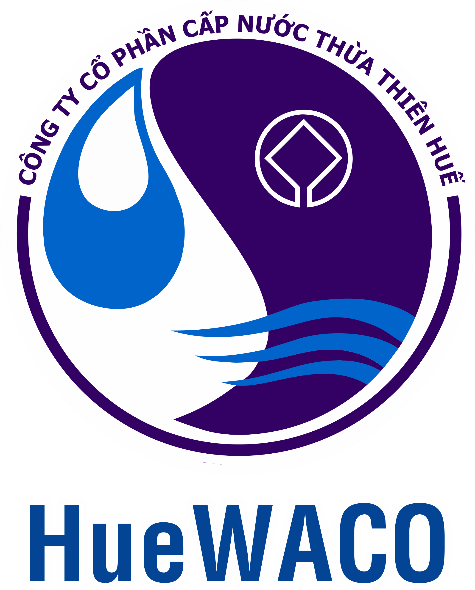 CÔNG TY CỔ PHẦN CẤP NƯỚC THỪA THIÊN HUẾ
HueWACO